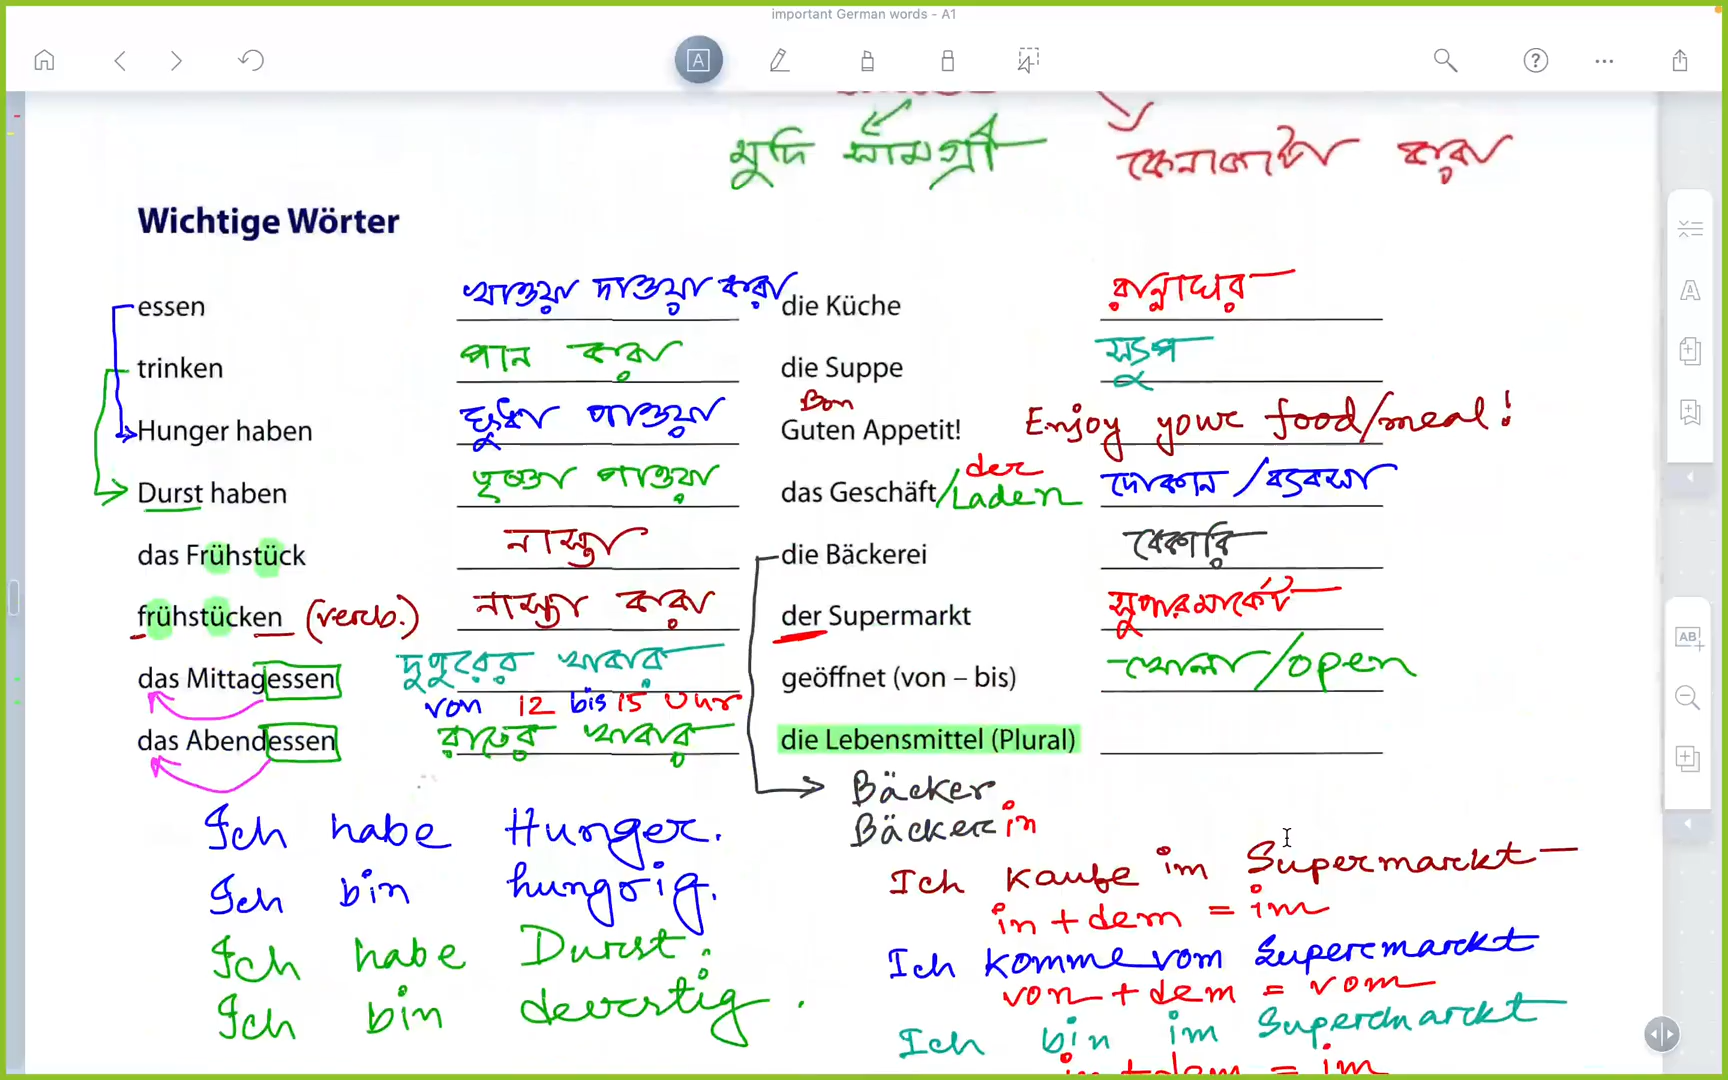 important German words - A1
মুদি সামগ্রী কেনাকাটা করা
Wichtige Wörter
essen খাওয়া দাওয়া করা
trinken পান করা
Hunger haben ক্ষুধা পাওয়া
Durst haben তৃষ্ণা পাওয়া
das Frühstück নাস্তা
frühstücken (verb.) নাস্তা করা
das Mittagessen দুপুরের খাবার
von 12 bis 15 Uhr
das Abendessen রাতের খাবার
die Küche রান্নাঘর
die Suppe স্যুপ
Bon
Guten Appetit! Enjoy your food/meal!
der
das Geschäft/Laden দোকান/ব্যবসা
die Bäckerei বেকারি
der Supermarkt সুপারমার্কেট
geöffnet (von – bis) খোলা/open
die Lebensmittel (Plural)
Bäcker
Bäckerin
Ich habe Hunger.
Ich bin hungrig.
Ich habe Durst.
Ich bin
Ich kaufe im Supermarkt
in + dem = im
Ich komme vom Supermarkt
von + dem = vom
Ich bin im Supermarkt
in + dem = im